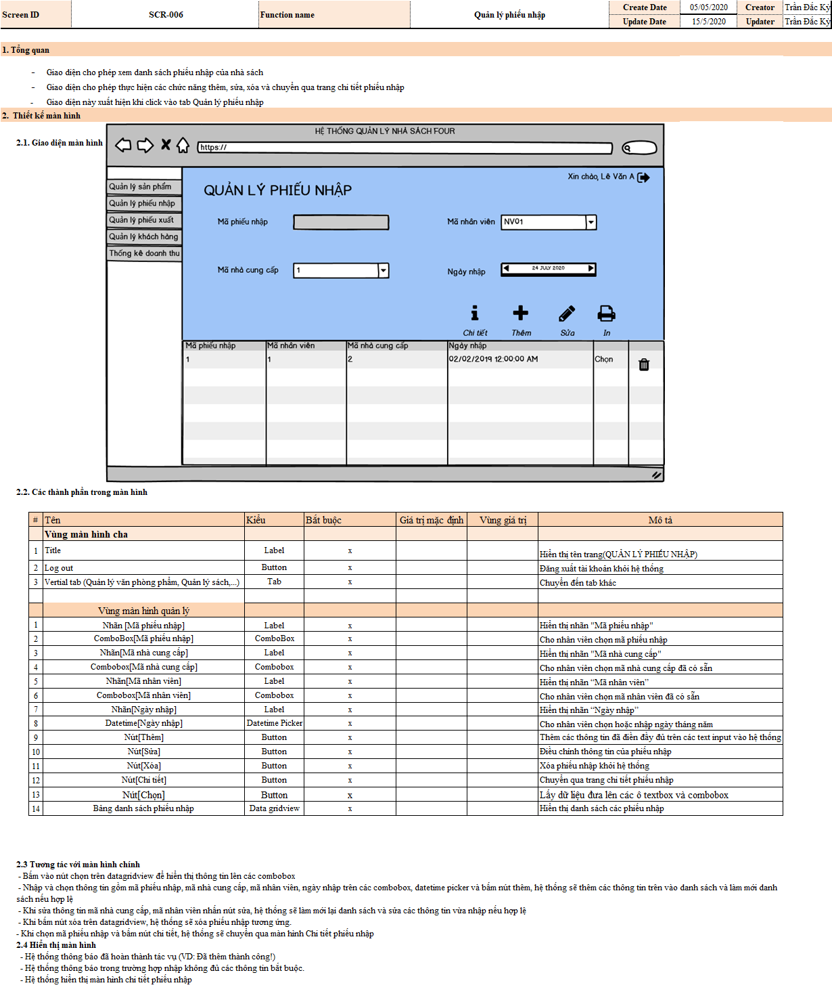 Screen ID SCR-006 Function name Quản lý phiếu nhập Create Date 05/05/2020 Creator Trần Đắc Kỳ
Update Date 15/5/2020 Updater Trần Đắc Kỳ
1. Tổng quan
- Giao diện cho phép xem danh sách phiếu nhập của nhà sách
- Giao diện cho phép thực hiện các chức năng thêm, sửa, xóa và chuyển qua trang chi tiết phiếu nhập
- Giao diện này xuất hiện khi click vào tab Quản lý phiếu nhập
2. Thiết kế màn hình
2.1. Giao diện màn hình
HỆ THỐNG QUẢN LÝ NHÀ SÁCH FOUR
https://
Xin chào, Lê Văn A
Quản lý sản phẩm
Quản lý phiếu nhập
Quản lý phiếu xuất
Quản lý khách hàng
Thống kê doanh thu
QUẢN LÝ PHIẾU NHẬP
Mã phiếu nhập Mã nhân viên NV01
Mã nhà cung cấp 1 Ngày nhập 24 JULY 2020
Chi tiết Thêm Sửa In
Mã phiếu nhập Mã nhân viên Mã nhà cung cấp Ngày nhập
1 1 2 02/02/2019 12:00:00 AM Chọn
2.2. Các thành phần trong màn hình
# Tên Kiểu Bắt buộc Giá trị mặc định Vùng giá trị Mô tả
Vùng màn hình cha
1 Title Label x Hiển thị tên trang(QUẢN LÝ PHIẾU NHẬP)
2 Log out Button x Đăng xuất tài khoản khỏi hệ thống
3 Vertial tab (Quản lý văn phòng phẩm, Quản lý sách,...) Tab x Chuyển đến tab khác
Vùng màn hình quản lý
1 Nhãn [Mã phiếu nhập] Label x Hiển thị nhãn "Mã phiếu nhập"
2 ComboBox[Mã phiếu nhập] ComboBox x Cho nhân viên chọn mã phiếu nhập
3 Nhãn[Mã nhà cung cấp] Label x Hiển thị nhãn "Mã nhà cung cấp"
4 Combobox[Mã nhà cung cấp] Combobox x Cho nhân viên chọn mã nhà cung cấp đã có sẵn
5 Nhãn[Mã nhân viên] Label x Hiển thị nhãn “Mã nhân viên”
6 Combobox[Mã nhân viên] Combobox x Cho nhân viên chọn mã nhân viên đã có sẵn
7 Nhãn[Ngày nhập] Label x Hiển thị nhãn “Ngày nhập”
8 Datetime[Ngày nhập] Datetime Picker x Cho nhân viên chọn hoặc nhập ngày tháng năm
9 Nút[Thêm] Button x Thêm các thông tin đã điền đầy đủ trên các text input vào hệ thống
10 Nút[Sửa] Button x Điều chỉnh thông tin của phiếu nhập
11 Nút[Xóa] Button x Xóa phiếu nhập khỏi hệ thống
12 Nút[Chi tiết] Button x Chuyển qua trang chi tiết phiếu nhập
13 Nút[Chọn] Button x Lấy dữ liệu đưa lên các ô textbox và combobox
14 Bảng danh sách phiếu nhập Data gridview x Hiển thị danh sách các phiếu nhập
2.3 Tương tác với màn hình chính
- Bấm vào nút chọn trên datagridview để hiển thị thông tin lên các combobox
- Nhập và chọn thông tin gồm mã phiếu nhập, mã nhà cung cấp, mã nhân viên, ngày nhập trên các combobox, datetime picker và bấm nút thêm, hệ thống sẽ thêm các thông tin trên vào danh sách và làm mới danh
sách nếu hợp lệ
- Khi sửa thông tin mã nhà cung cấp, mã nhân viên nhấn nút sửa, hệ thống sẽ làm mới lại danh sách và sửa các thông tin vừa nhập nếu hợp lệ
- Khi bấm nút xóa trên datagridview, hệ thống sẽ xóa phiếu nhập tương ứng.
- Khi chọn mã phiếu nhập và bấm nút chi tiết, hệ thống sẽ chuyển qua màn hình Chi tiết phiếu nhập
2.4 Hiển thị màn hình
- Hệ thống thông báo đã hoàn thành tác vụ (VD: Đã thêm thành công!)
- Hệ thống thông báo trong trường hợp nhập không đủ các thông tin bắt buộc.
- Hệ thống hiển thị màn hình chi tiết phiếu nhập